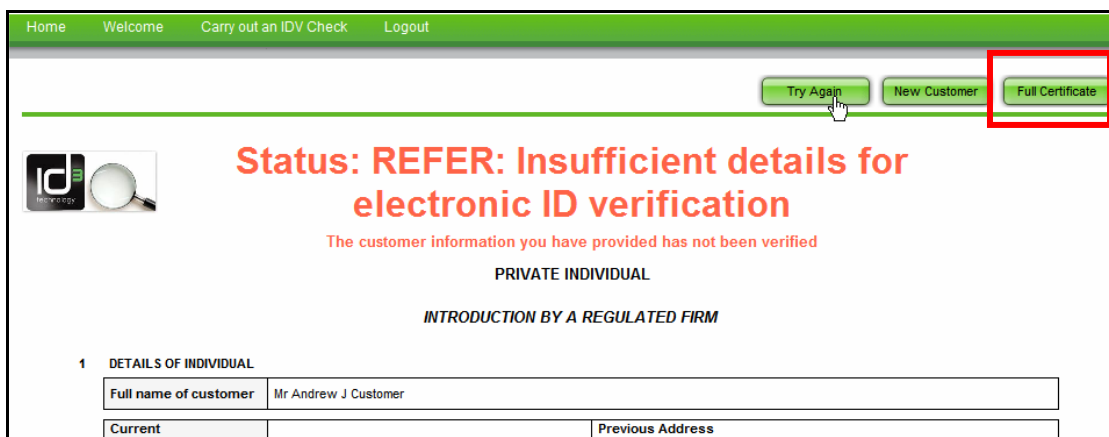 Home Welcome Carry out an IDV Check Logout
Try Again New Customer Full Certificate
ID3
technology
Status: REFER: Insufficient details for
electronic ID verification
The customer information you have provided has not been verified
PRIVATE INDIVIDUAL
INTRODUCTION BY A REGULATED FIRM
1 DETAILS OF INDIVIDUAL
Full name of customer Mr Andrew J Customer
Current Previous Address